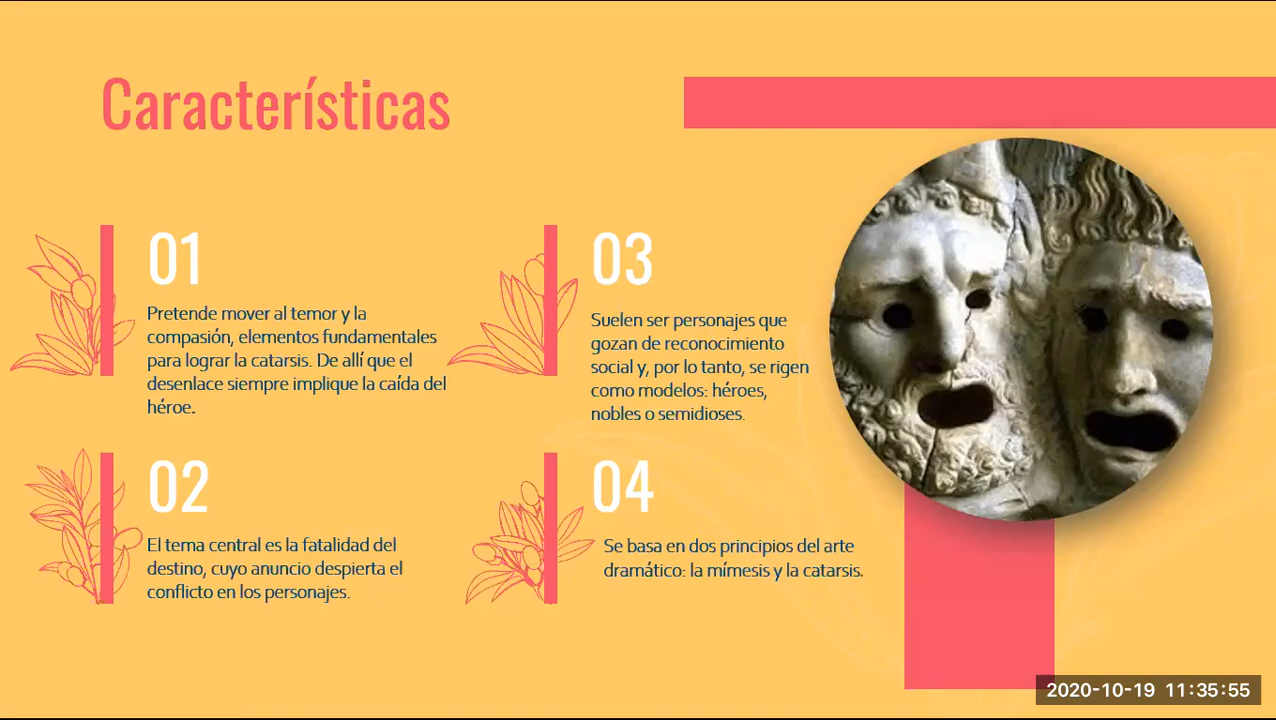 Características
01
Pretende mover al temor y la
compasión, elementos fundamentales
para lograr la catarsis. De allí que el
desenlace siempre implique la caída del
héroe.
02
El tema central es la fatalidad del
destino, cuyo anuncio despierta el
conflicto en los personajes.
03
Suelen ser personajes que
gozan de reconocimiento
social y, por lo tanto, se rigen
como modelos: héroes,
nobles o semidioses.
04
Se basa en dos principios del arte
dramático: la mímesis y la catarsis.
2020-10-19 11:35:55